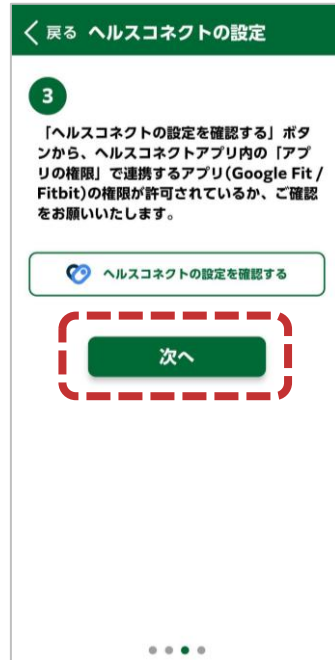 戻る ヘルスコネクトの設定
3
「ヘルスコネクトの設定を確認する」ボタ
ンから、ヘルスコネクトアプリ内の「アプ
リの権限」で連携するアプリ(Google Fit /
Fitbit)の権限が許可されているか、ご確認
をお願いいたします。
ヘルスコネクトの設定を確認する
次へ